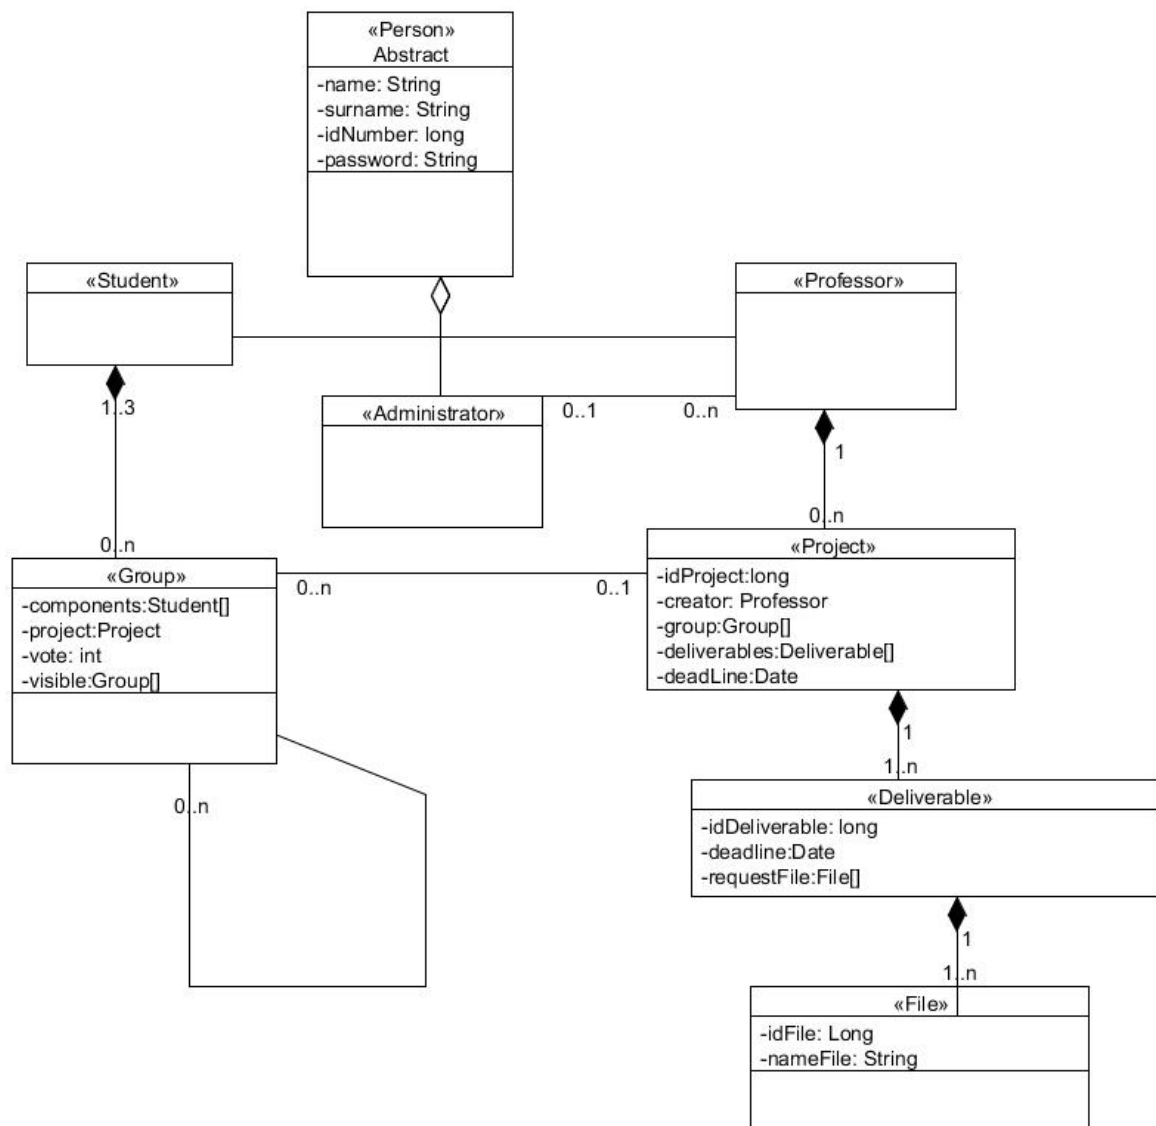 «Person»
Abstract
-name: String
-surname: String
-idNumber: long
-password: String
«Student»
«Professor»
1..3
«Administrator»
0..1
0..n
1
0..n
0..n
«Group»
-components:Student[]
-project:Project
-vote: int
-visible:Group[]
0..n
0..1
«Project»
-idProject:long
-creator: Professor
-group:Group[]
-deliverables:Deliverable[]
-deadLine:Date
1
1..n
0..n
«Deliverable»
-idDeliverable: long
-deadline:Date
-requestFile:File[]
1
1..n
«File»
-idFile: Long
-nameFile: String